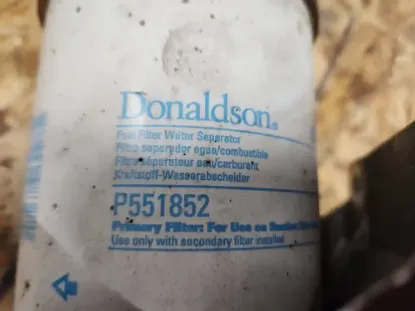 Donaldson®
Fuel Filter Water Separator
Filtro separador agua/combustible
Filtre séparateur eau/carburant
Kraftstoff-Wasserabscheider
P551852
Primary Filter: For Use on
Use only with secondary filter installed